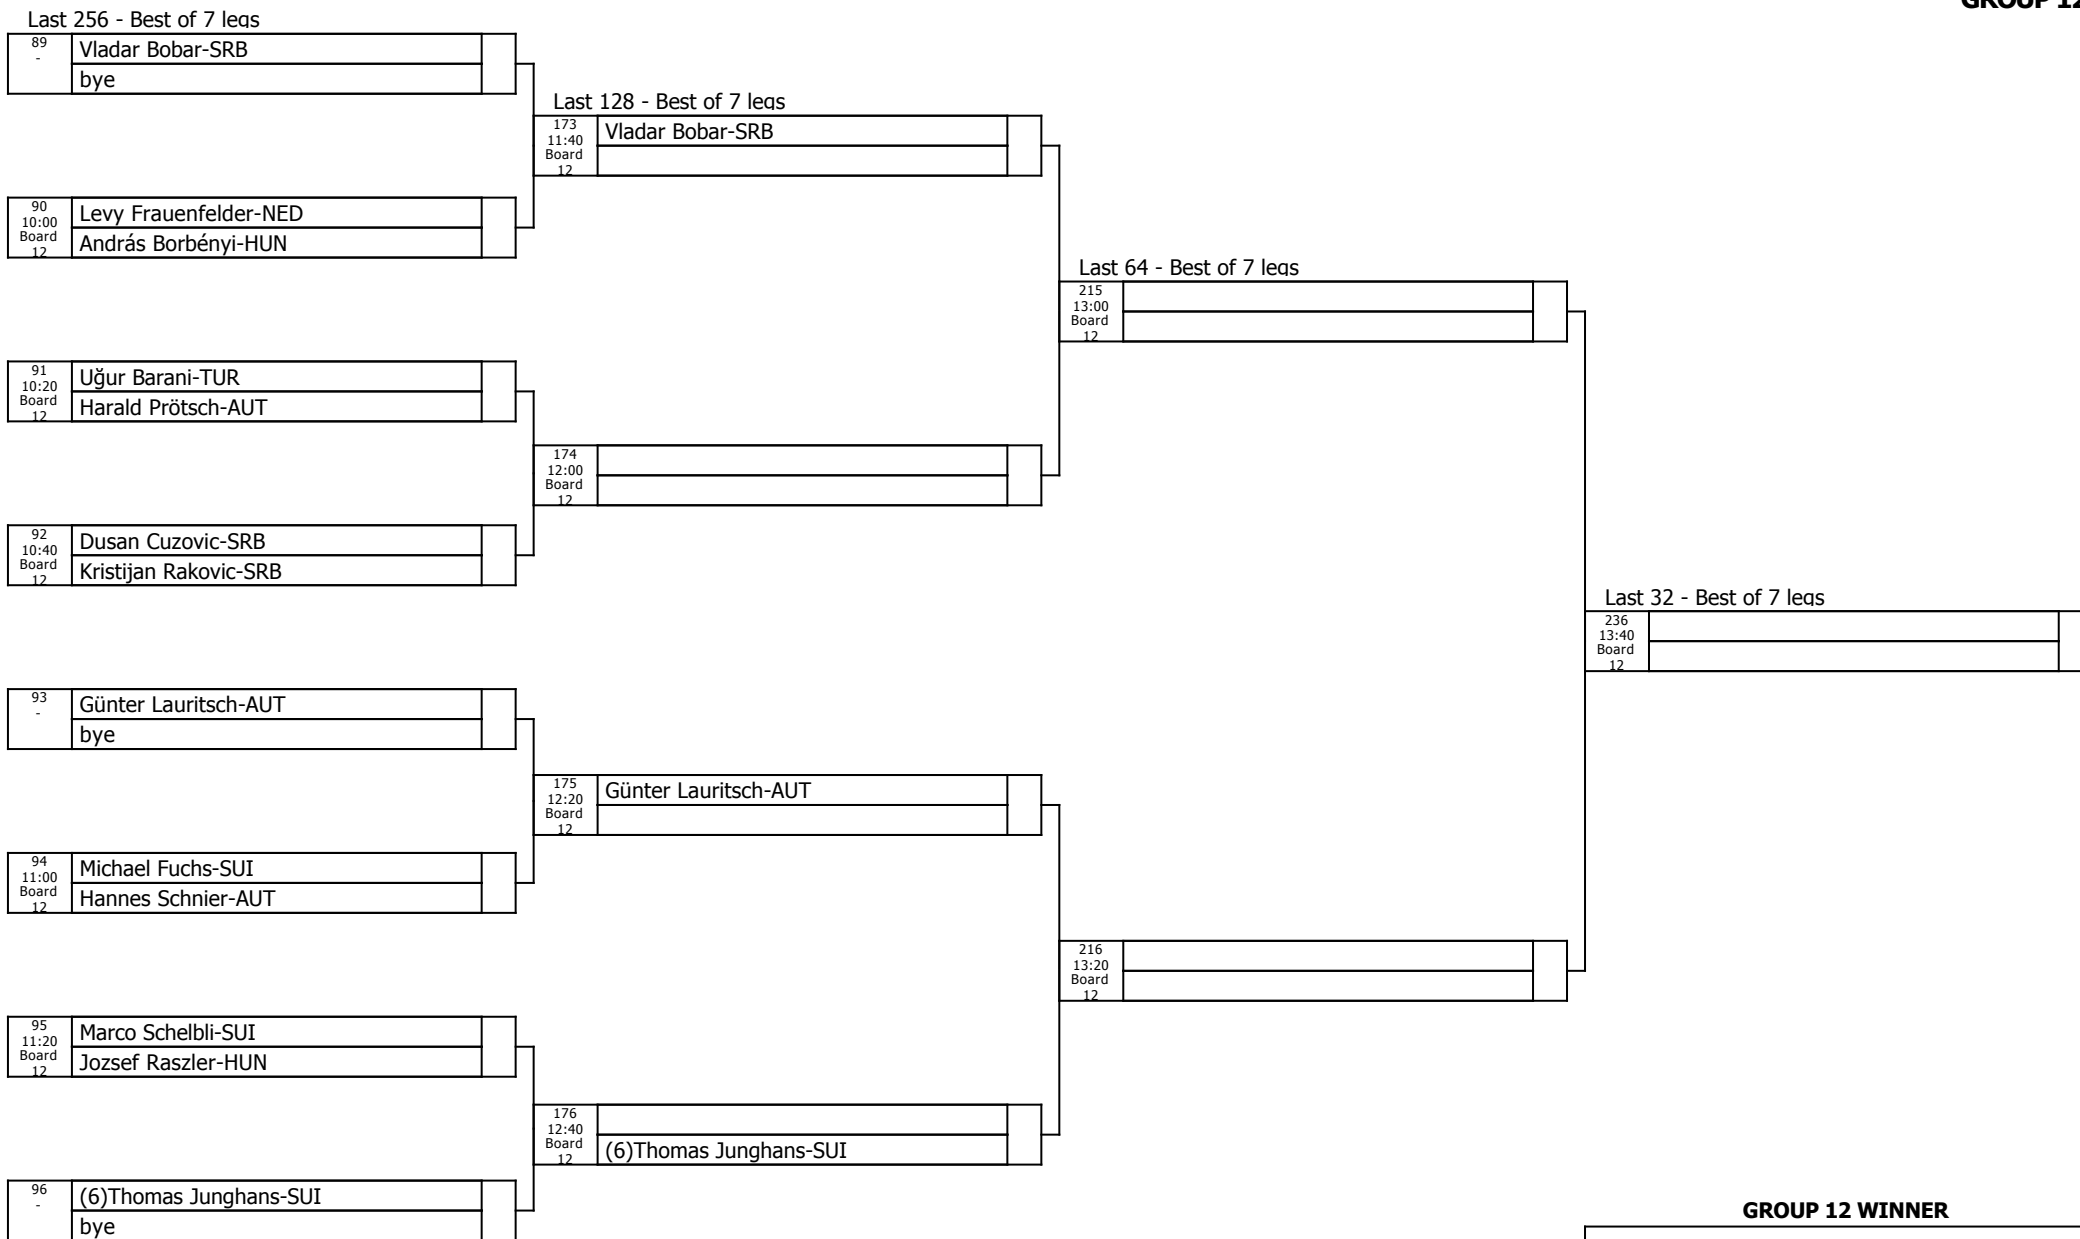 GROUP 12
Last 256 - Best of 7 legs
89
-
Vladar Bobar-SRB
bye
Last 128 - Best of 7 legs
173
11:40
Board
12
Vladar Bobar-SRB
90
10:00
Board
12
Levy Frauenfelder-NED
András Borbényi-HUN
Last 64 - Best of 7 legs
215
13:00
Board
12
91
10:20
Board
12
Uğur Barani-TUR
Harald Prötsch-AUT
174
12:00
Board
12
92
10:40
Board
12
Dusan Cuzovic-SRB
Kristijan Rakovic-SRB
Last 32 - Best of 7 legs
236
13:40
Board
12
93
-
Günter Lauritsch-AUT
bye
175
12:20
Board
12
Günter Lauritsch-AUT
94
11:00
Board
12
Michael Fuchs-SUI
Hannes Schnier-AUT
216
13:20
Board
12
95
11:20
Board
12
Marco Schelbli-SUI
Jozsef Raszler-HUN
176
12:40
Board
12
(6)Thomas Junghans-SUI
96
-
(6)Thomas Junghans-SUI
bye
GROUP 12 WINNER